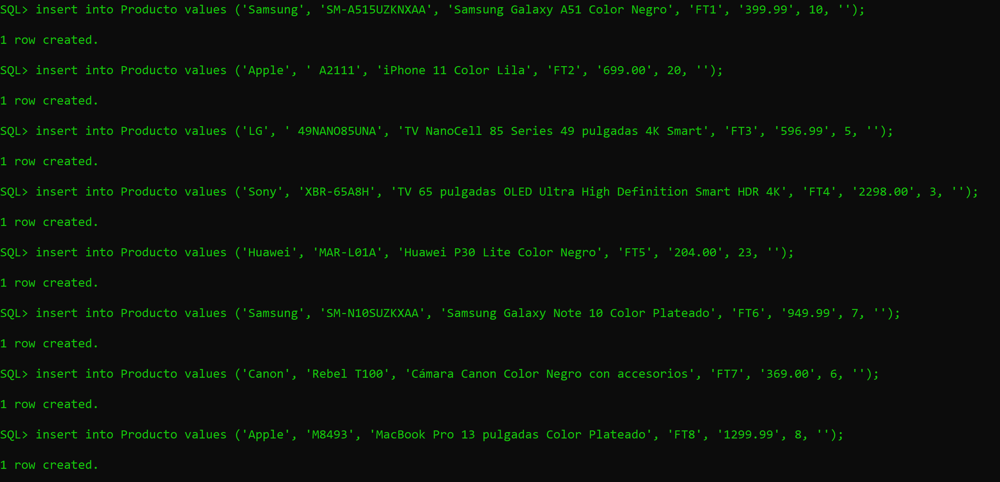 SQL> insert into Producto values ('Samsung', 'SM-A515UZKNXAA', 'Samsung Galaxy A51 Color Negro', 'FT1', '399.99', 10, '');
1 row created.
SQL> insert into Producto values ('Apple', ' A2111', 'iPhone 11 Color Lila', 'FT2', '699.00', 20, '');
1 row created.
SQL> insert into Producto values ('LG', ' 49NANO85UNA', 'TV NanoCell 85 Series 49 pulgadas 4K Smart', 'FT3', '596.99', 5, '');
1 row created.
SQL> insert into Producto values ('Sony', 'XBR-65A8H', 'TV 65 pulgadas OLED Ultra High Definition Smart HDR 4K', 'FT4', '2298.00', 3, '');
1 row created.
SQL> insert into Producto values ('Huawei', 'MAR-L01A', 'Huawei P30 Lite Color Negro', 'FT5', '204.00', 23, '');
1 row created.
SQL> insert into Producto values ('Samsung', 'SM-N10SUZKXAA', 'Samsung Galaxy Note 10 Color Plateado', 'FT6', '949.99', 7, '');
1 row created.
SQL> insert into Producto values ('Canon', 'Rebel T100', 'Cámara Canon Color Negro con accesorios', 'FT7', '369.00', 6, '');
1 row created.
SQL> insert into Producto values ('Apple', 'M8493', 'MacBook Pro 13 pulgadas Color Plateado', 'FT8', '1299.99', 8, '');
1 row created.